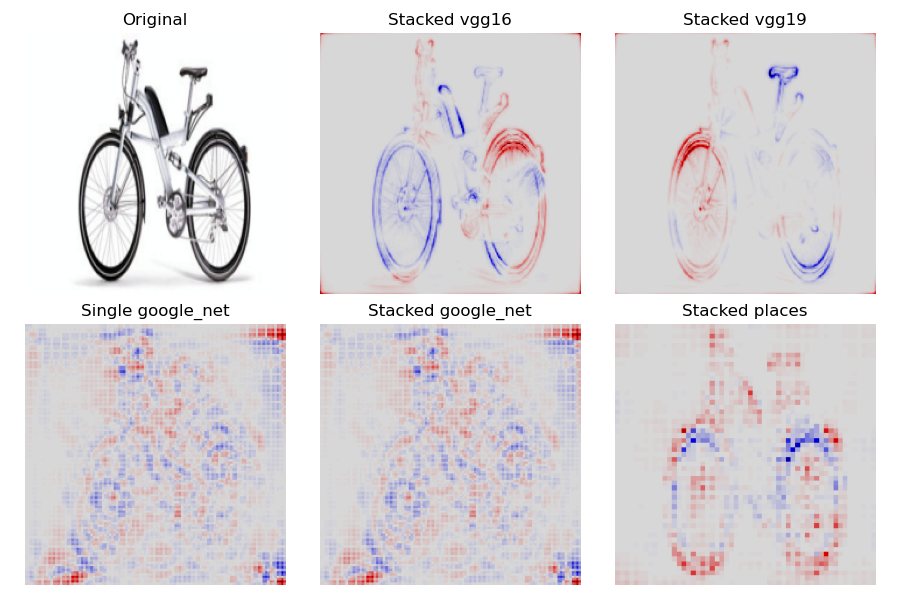 Original
Stacked vgg16
Stacked vgg19
Single google_net
Stacked google_net
Stacked places